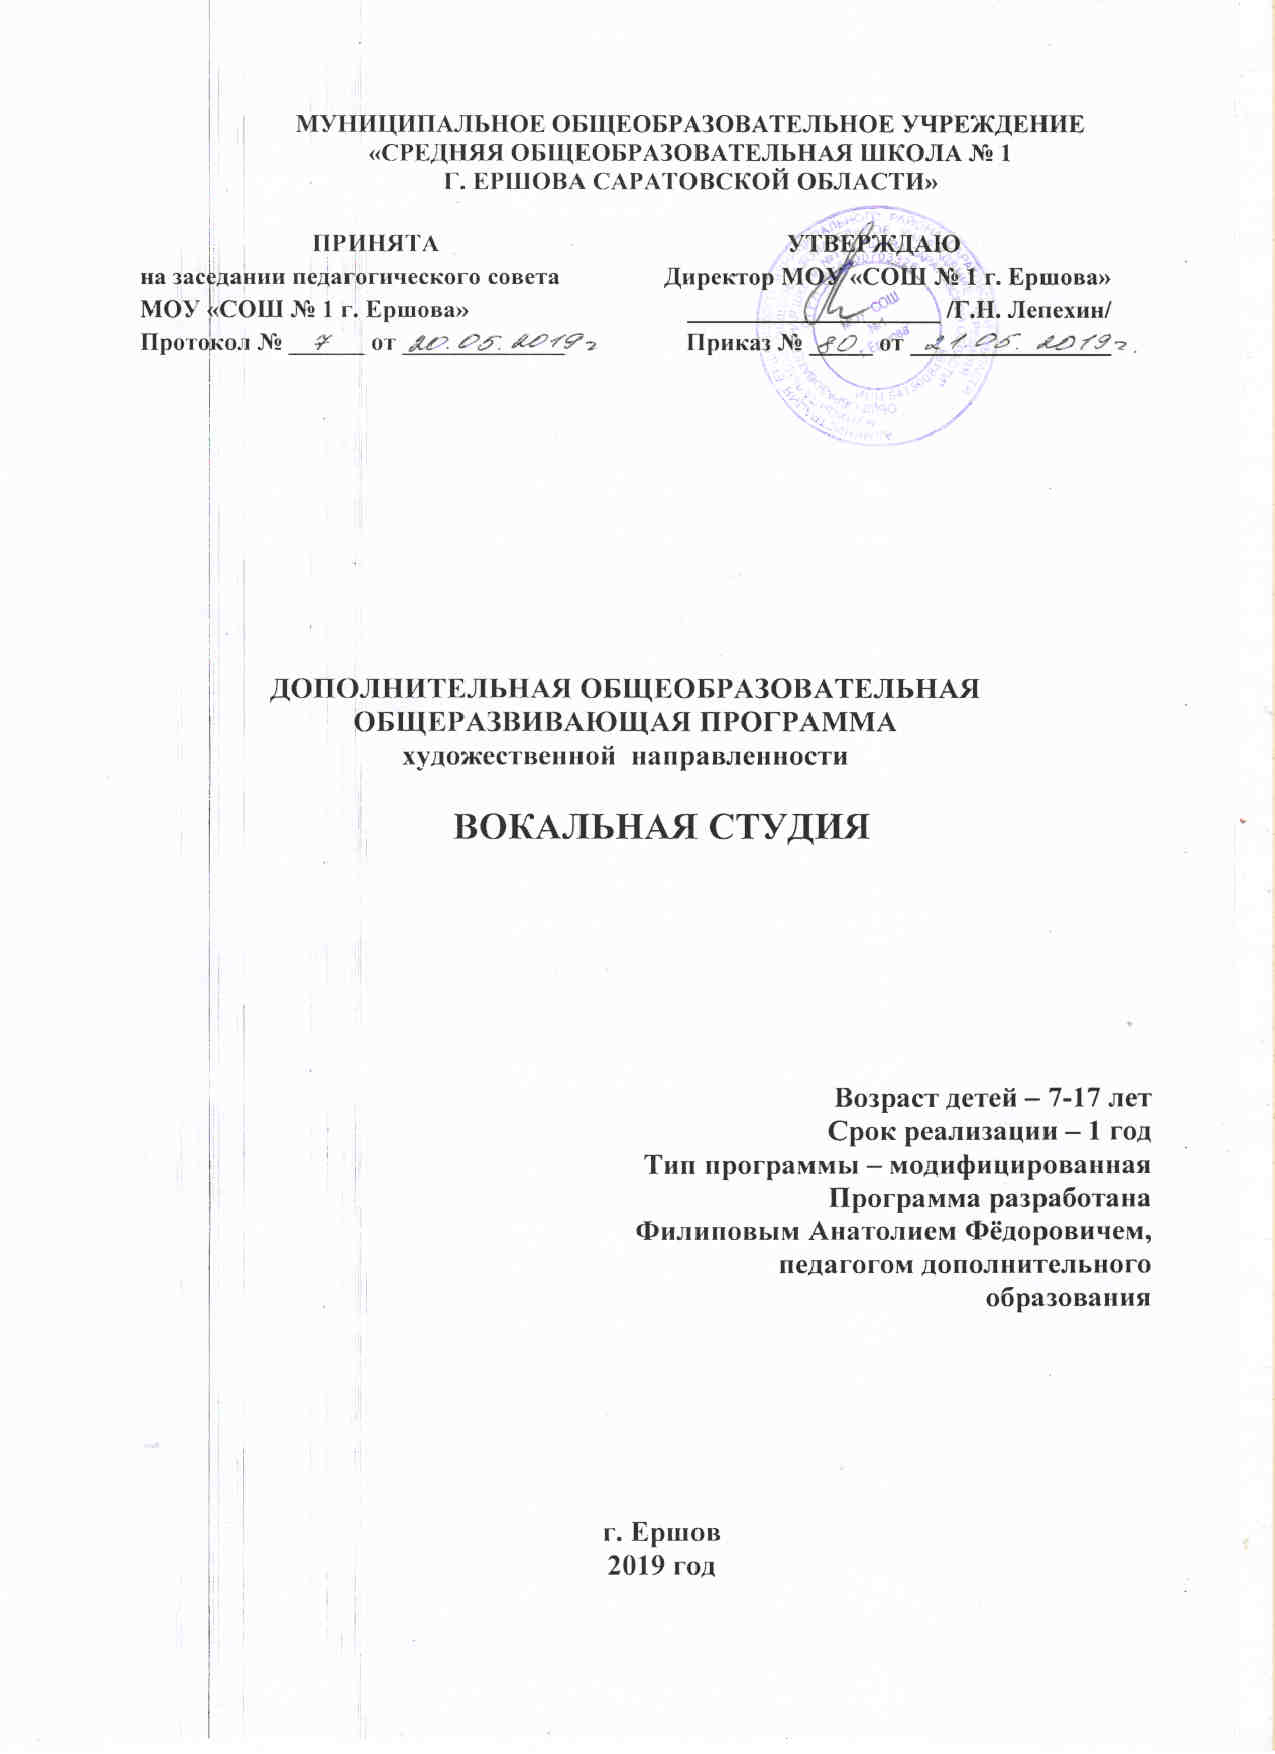 МУНИЦИПАЛЬНОЕ ОБЩЕОБРАЗОВАТЕЛЬНОЕ УЧРЕЖДЕНИЕ
«СРЕДНЯЯ ОБЩЕОБРАЗОВАТЕЛЬНАЯ ШКОЛА № 1
Г. ЕРШОВА САРАТОВСКОЙ ОБЛАСТИ»
ПРИНЯТА
на заседании педагогического совета
МОУ «СОШ № 1 г. Ершова»
Протокол № 7 от 20.05.2019г
УТВЕРЖДАЮ
Директор МОУ «СОШ № 1 г. Ершова»
/Г.Н. Лепехин/
Приказ № 80 от 21.05. 2019г.
ДОПОЛНИТЕЛЬНАЯ ОБЩЕОБРАЗОВАТЕЛЬНАЯ
ОБЩЕРАЗВИВАЮЩАЯ ПРОГРАММА
художественной направленности
ВОКАЛЬНАЯ СТУДИЯ
Возраст детей – 7-17 лет
Срок реализации – 1 год
Тип программы – модифицированная
Программа разработана
Филиповым Анатолием Фёдоровичем,
педагогом дополнительного
образования
г. Ершов
2019 год